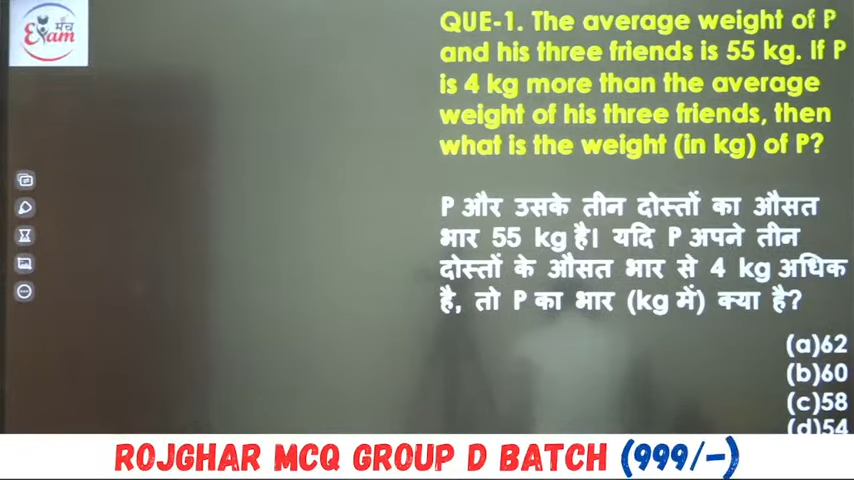 मंच
Exam
QUE-1. The average weight of P
and his three friends is 55 kg. If P
is 4 kg more than the average
weight of his three friends, then
what is the weight (in kg) of P?
P और उसके तीन दोस्तों का औसत
भार 55 kg है। यदि P अपने तीन
दोस्तों के औसत भार से 4 kg अधिक
है, तो P का भार (kg में) क्या है?
(a)62
(b)60
(c)58
(d)54
ROJGHAR MCQ GROUP D BATCH (999/-)